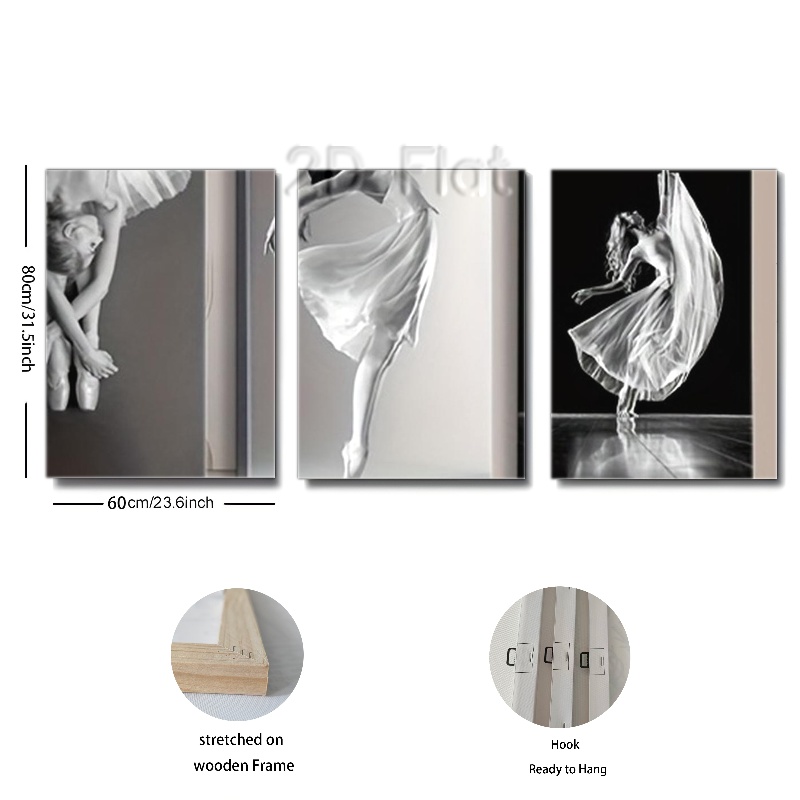 2D Flat
80cm/31.5inch
60cm/23.6inch
stretched on
wooden Frame
Hook
Ready to Hang